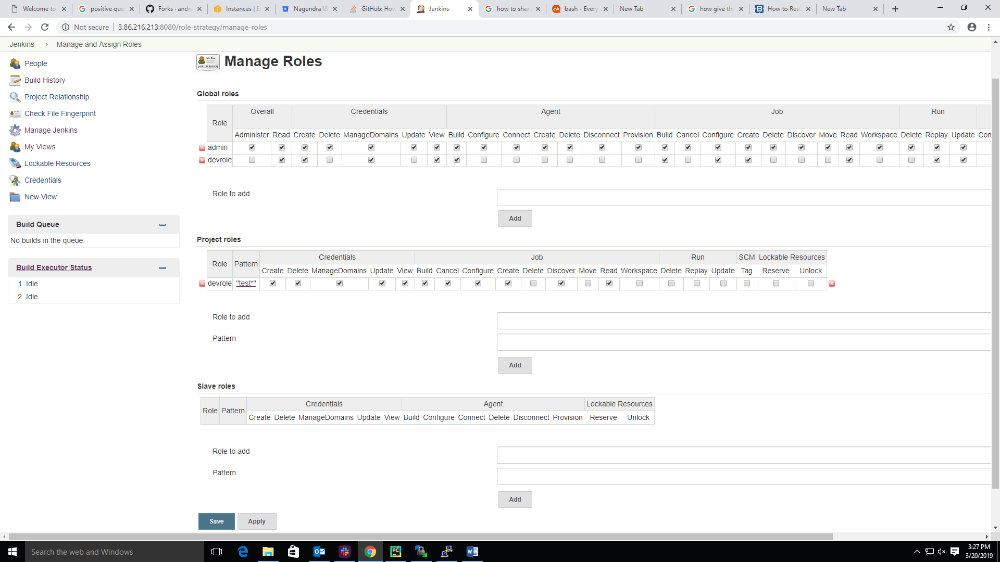 Welcome to
positive quo
Forks · andra
Instances | E
Nagendra18
GitHub: How
Jenkins
how to shar
bash - Every
New Tab
how give the
How to Rest
New Tab
Not secure
3.86.216.213:8080/role-strategy/manage-roles
Jenkins
Manage and Assign Roles
People
Build History
Project Relationship
Check File Fingerprint
Manage Jenkins
My Views
Lockable Resources
Credentials
New View
Build Queue
No builds in the queue.
Build Executor Status
1 Idle
2 Idle
Manage Roles
Global roles
Role Overall Credentials Agent Job Run
Administer Read Create Delete ManageDomains Update View Build Configure Connect Create Delete Disconnect Provision Build Cancel Configure Create Delete Discover Move Read Workspace Delete Replay Update Con
admin
devrole
Role to add
Add
Project roles
Role Pattern Credentials Job Run SCM Lockable Resources
Create Delete ManageDomains Update View Build Cancel Configure Create Delete Discover Move Read Workspace Delete Replay Update Tag Reserve Unlock
devrole "test*"
Role to add
Pattern
Add
Slave roles
Role Pattern Credentials Agent Lockable Resources
Create Delete ManageDomains Update View Build Configure Connect Delete Disconnect Provision Reserve Unlock
Role to add
Pattern
Add
Save
Apply
Search the web and Windows
3:27 PM
3/20/2019